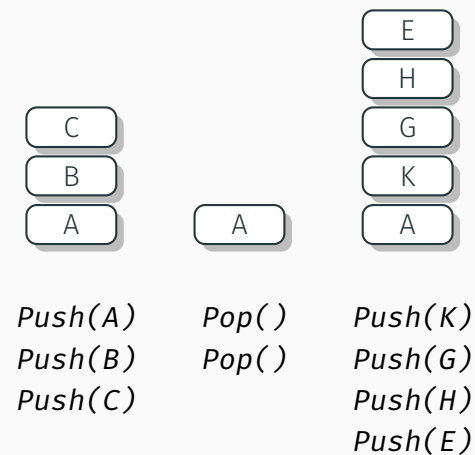 E
H
C G
B K
A A A
Push(A) Pop() Push(K)
Push(B) Pop() Push(G)
Push(C) Push(H)
Push(E)